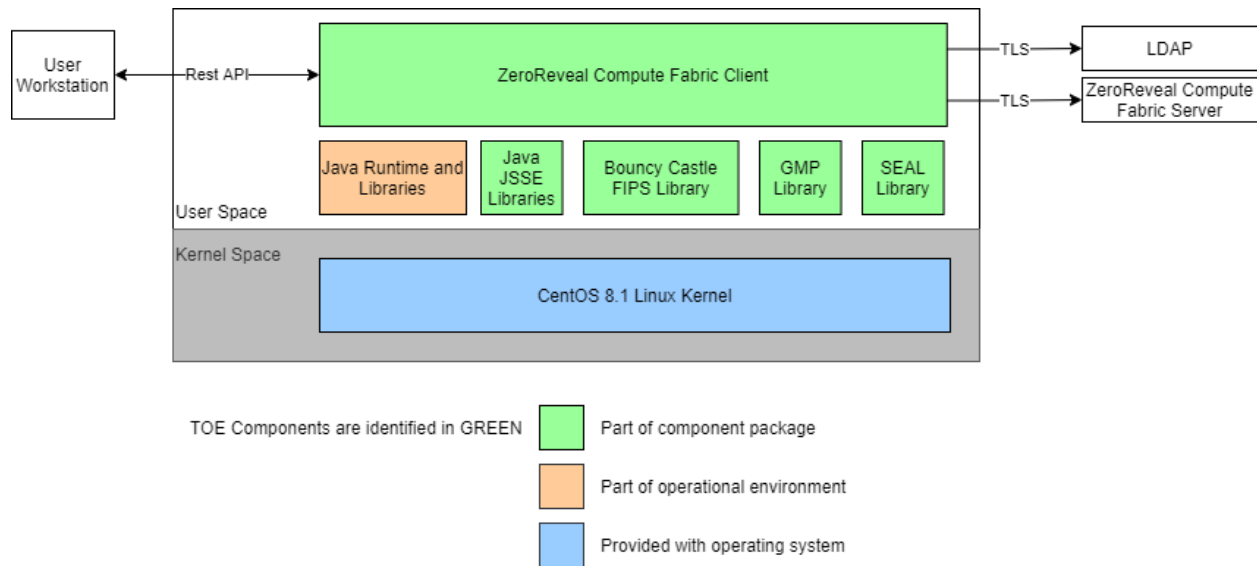 User
Workstation
Rest API
ZeroReveal Compute Fabric Client
TLS
LDAP
TLS
ZeroReveal Compute
Fabric Server
Java Runtime and
Libraries
Java
JSSE
Libraries
Bouncy Castle
FIPS Library
GMP
Library
SEAL
Library
User Space
Kernel Space
CentOS 8.1 Linux Kernel
TOE Components are identified in GREEN
Part of component package
Part of operational environment
Provided with operating system